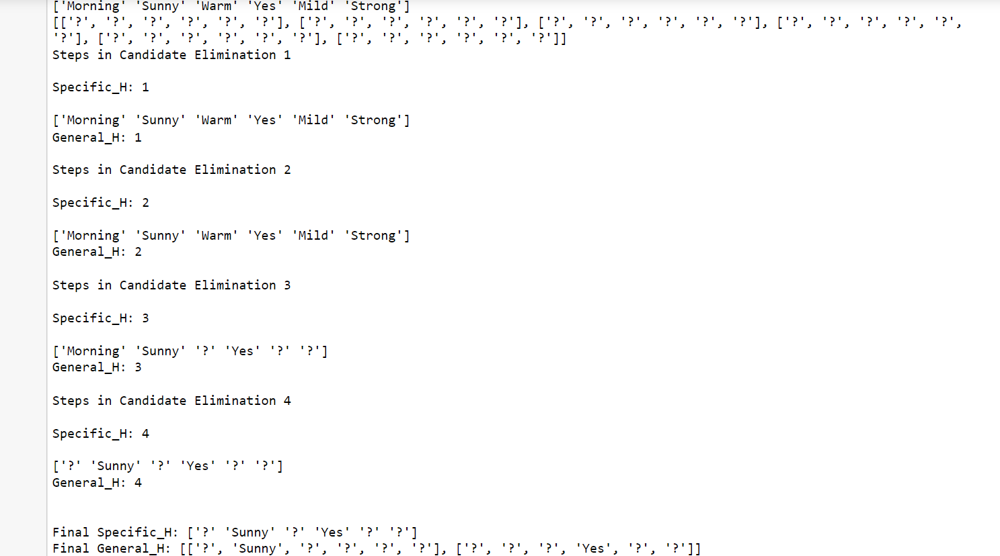 ['Morning' 'Sunny' 'Warm' 'Yes' 'Mild' 'Strong']
[['?', '?', '?', '?', '?', '?'], ['?', '?', '?', '?', '?', '?'], ['?', '?', '?', '?', '?', '?'], ['?', '?', '?', '?', '?',
'?'], ['?', '?', '?', '?', '?', '?'], ['?', '?', '?', '?', '?', '?']]
Steps in Candidate Elimination 1
Specific_H: 1
['Morning' 'Sunny' 'Warm' 'Yes' 'Mild' 'Strong']
General_H: 1
Steps in Candidate Elimination 2
Specific_H: 2
['Morning' 'Sunny' 'Warm' 'Yes' 'Mild' 'Strong']
General_H: 2
Steps in Candidate Elimination 3
Specific_H: 3
['Morning' 'Sunny' '?' 'Yes' '?' '?']
General_H: 3
Steps in Candidate Elimination 4
Specific_H: 4
['?' 'Sunny' '?' 'Yes' '?' '?']
General_H: 4
Final Specific_H: ['?' 'Sunny' '?' 'Yes' '?' '?']
Final General_H: [['?', 'Sunny', '?', '?', '?', '?'], ['?', '?', '?', 'Yes', '?', '?']]